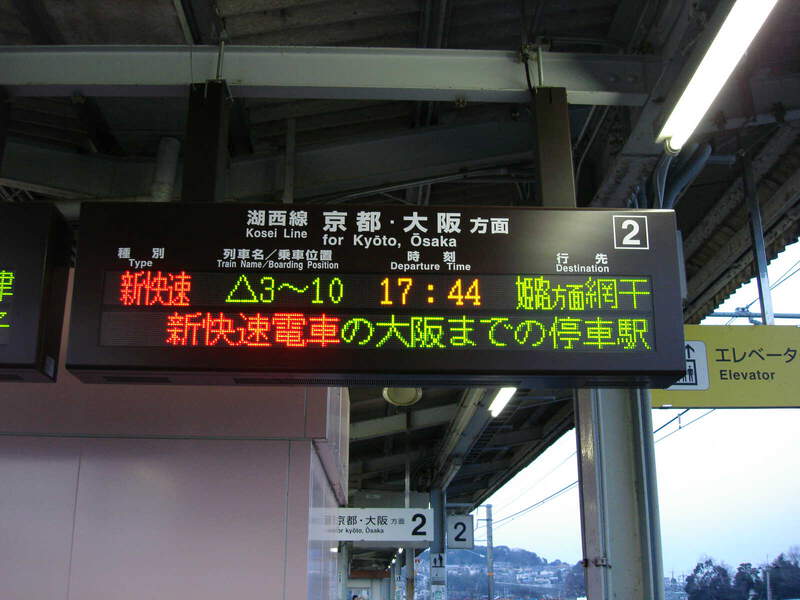 湖西線 京都・大阪 方面
Kosei Line for Kyōto, Ōsaka
2
種別 列車名／乗車位置 時刻 行先
Type Train Name/Boarding Position Departure Time Destination
新快速 △3～10 17：44 姫路方面網干
新快速電車の大阪までの停車駅
津
エレベータ
Elevator
京都・大阪 方面 2
for kyōto, Ōsaka
2